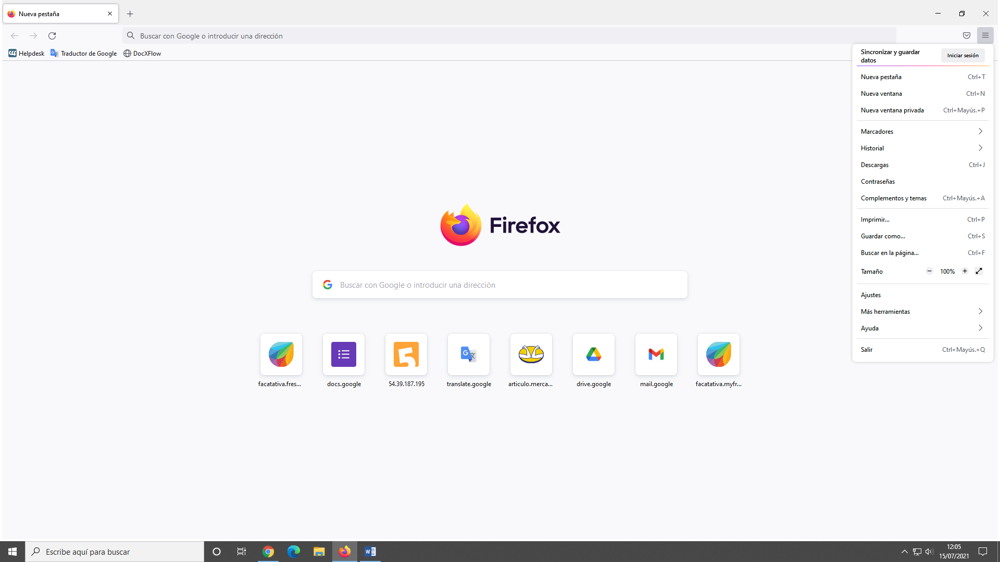 Nueva pestaña
Buscar con Google o introducir una dirección
Helpdesk Traductor de Google DocXFlow
Sincronizar y guardar datos Iniciar sesión
Nueva pestaña Ctrl+T
Nueva ventana Ctrl+N
Nueva ventana privada Ctrl+Mayús.+P
Marcadores
Historial
Descargas Ctrl+J
Contraseñas
Complementos y temas Ctrl+Mayús.+A
Imprimir... Ctrl+P
Guardar como... Ctrl+S
Buscar en la página... Ctrl+F
Tamaño 100%
Ajustes
Más herramientas
Ayuda
Salir Ctrl+Mayús.+Q
Firefox
Buscar con Google o introducir una dirección
facatativa.fres... docs.google 54.39.187.195 translate.google articulo.merca... drive.google mail.google facatativa.myfr...
Escribe aquí para buscar
12:05
15/07/2021